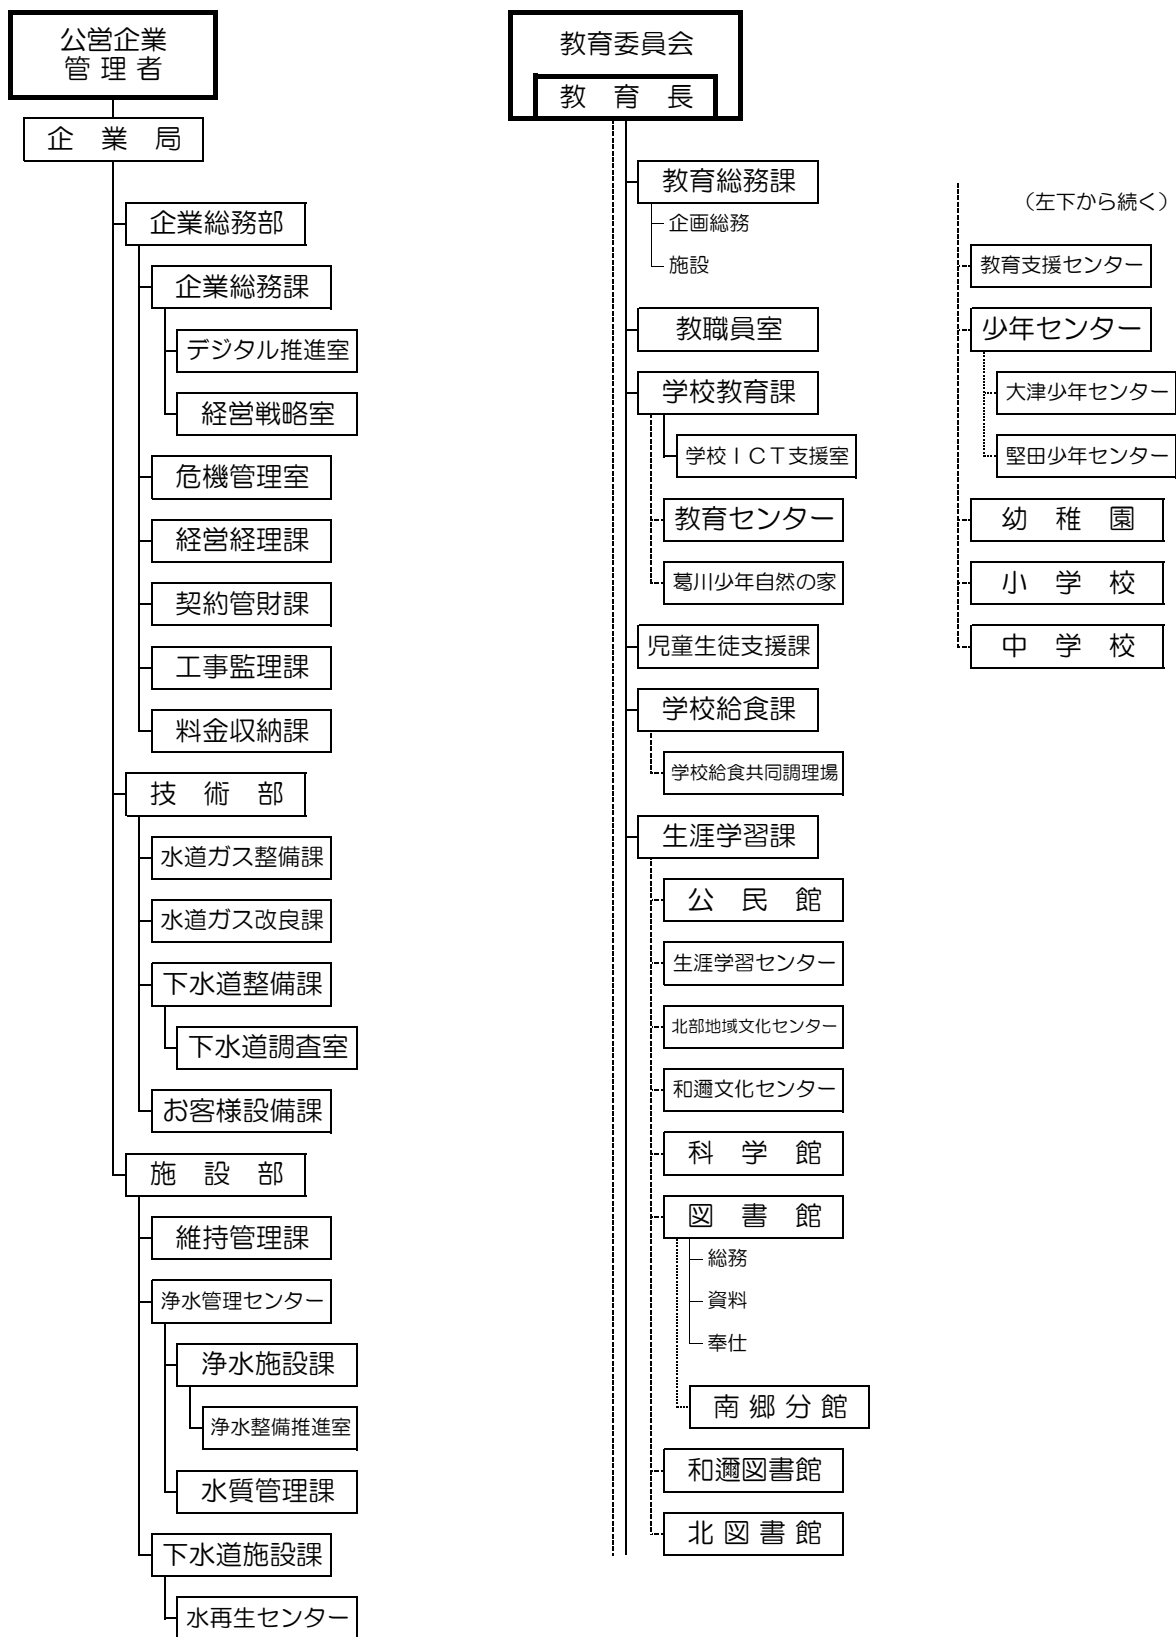 公営企業
管理者
企業局
企業総務部
企業総務課
デジタル推進室
経営戦略室
危機管理室
経営経理課
契約管財課
工事監理課
料金収納課
技術部
水道ガス整備課
水道ガス改良課
下水道整備課
下水道調査室
お客様設備課
施設部
維持管理課
浄水管理センター
浄水施設課
浄水整備推進室
水質管理課
下水道施設課
水再生センター
教育委員会
教育長
教育総務課
企画総務
施設
教職員室
学校教育課
学校ICT支援室
教育センター
葛川少年自然の家
児童生徒支援課
学校給食課
学校給食共同調理場
生涯学習課
公民館
生涯学習センター
北部地域文化センター
和邇文化センター
科学館
図書館
総務
資料
奉仕
南郷分館
和邇図書館
北図書館
（左下から続く）
教育支援センター
少年センター
大津少年センター
堅田少年センター
幼稚園
小学校
中学校